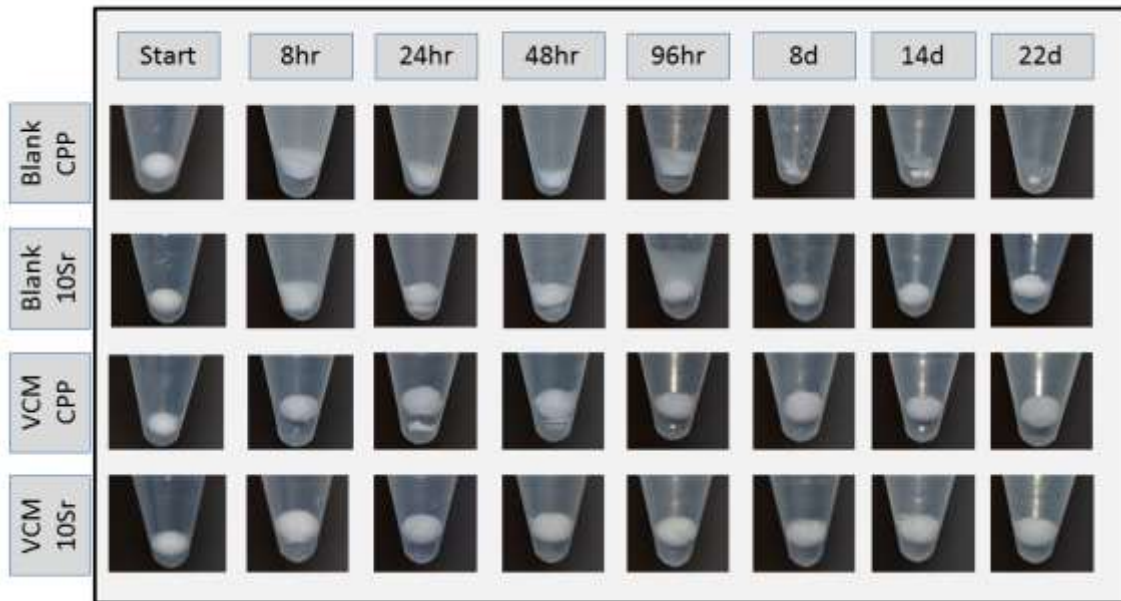 Start 8hr 24hr 48hr 96hr 8d 14d 22d
Blank
CPP
Blank
10Sr
VCM
CPP
VCM
10Sr